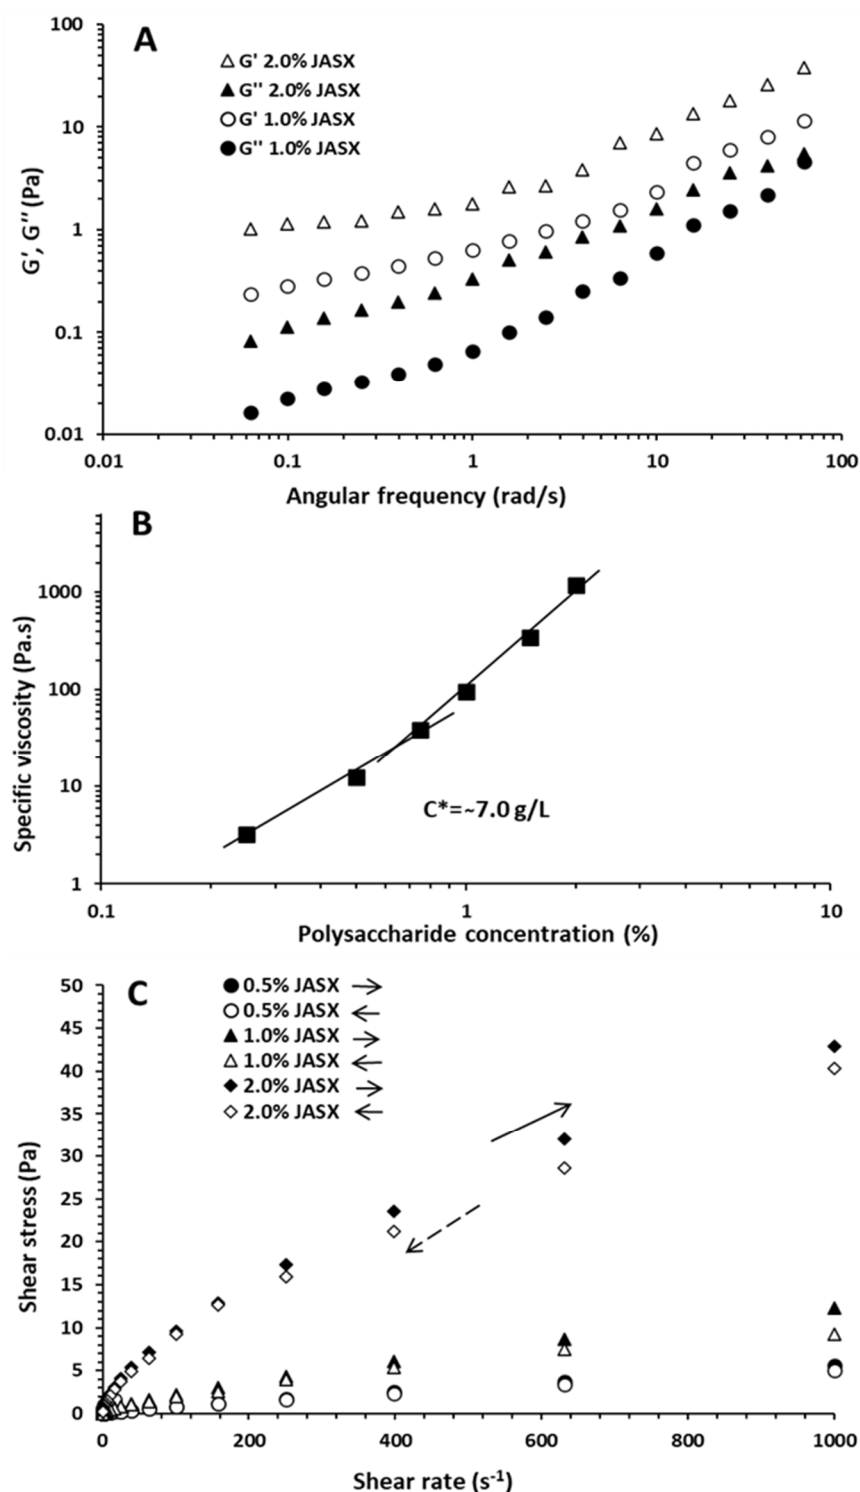 A
G' 2.0% JASX
G'' 2.0% JASX
G' 1.0% JASX
G'' 1.0% JASX
100
10
1
0.1
0.01
G', G'' (Pa)
0.01 0.1 1 10 100
Angular frequency (rad/s)
B
1000
100
10
1
Specific viscosity (Pa.s)
C*=~7.0 g/L
0.1 1 10
Polysaccharide concentration (%)
C
0.5% JASX →
0.5% JASX ←
1.0% JASX →
1.0% JASX ←
2.0% JASX →
2.0% JASX ←
50
45
40
35
30
25
20
15
10
5
0
Shear stress (Pa)
0 200 400 600 800 1000
Shear rate (s⁻¹)